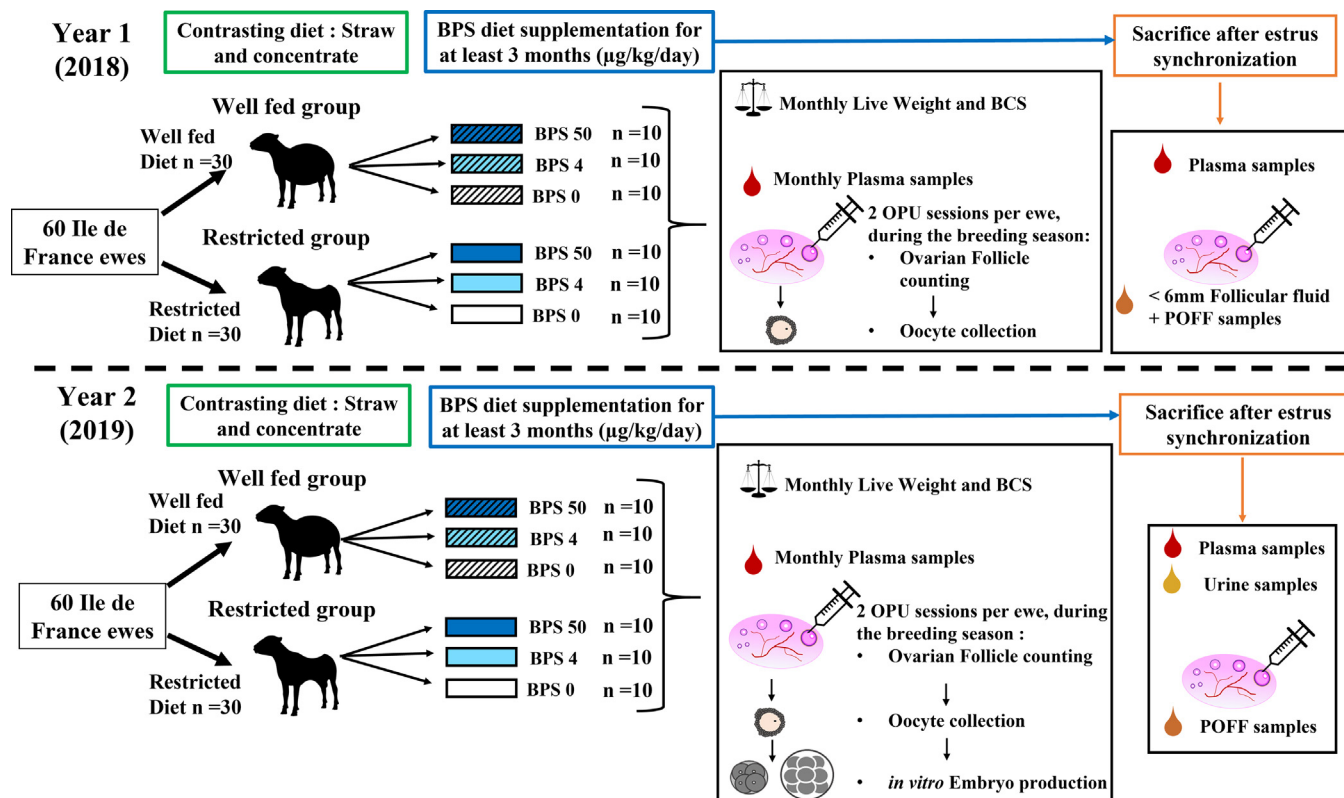 Year 1
(2018)
Contrasting diet : Straw
and concentrate
BPS diet supplementation for
at least 3 months (µg/kg/day)
Sacrifice after estrus
synchronization
Well fed group
Well fed
Diet n =30
BPS 50 n =10
BPS 4 n =10
BPS 0 n =10
60 Ile de
France ewes
Restricted group
Restricted
Diet n =30
BPS 50 n =10
BPS 4 n =10
BPS 0 n =10
Monthly Live Weight and BCS
Monthly Plasma samples
2 OPU sessions per ewe,
during the breeding season:
• Ovarian Follicle
counting
• Oocyte collection
Plasma samples
< 6mm Follicular fluid
+ POFF samples
Year 2
(2019)
Contrasting diet : Straw
and concentrate
BPS diet supplementation for
at least 3 months (µg/kg/day)
Sacrifice after estrus
synchronization
Well fed group
Well fed
Diet n =30
BPS 50 n =10
BPS 4 n =10
BPS 0 n =10
60 Ile de
France ewes
Restricted group
Restricted
Diet n =30
BPS 50 n =10
BPS 4 n =10
BPS 0 n =10
Monthly Live Weight and BCS
Monthly Plasma samples
2 OPU sessions per ewe, during
the breeding season :
• Ovarian Follicle counting
• Oocyte collection
• in vitro Embryo production
Plasma samples
Urine samples
POFF samples